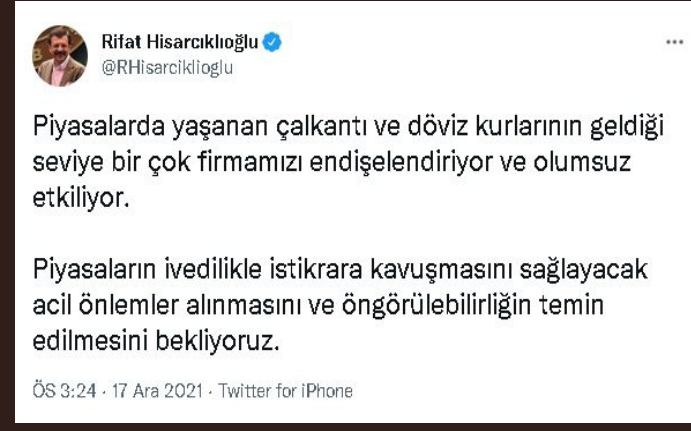 Rifat Hisarcıklıoğlu
@RHisarciklioglu
Piyasalarda yaşanan çalkantı ve döviz kurlarının geldiği
seviye bir çok firmamızı endişelendiriyor ve olumsuz
etkiliyor.
Piyasaların ivedilikle istikrara kavuşmasını sağlayacak
acil önlemler alınmasını ve öngörülebilirliğin temin
edilmesini bekliyoruz.
ÖS 3:24 · 17 Ara 2021 · Twitter for iPhone